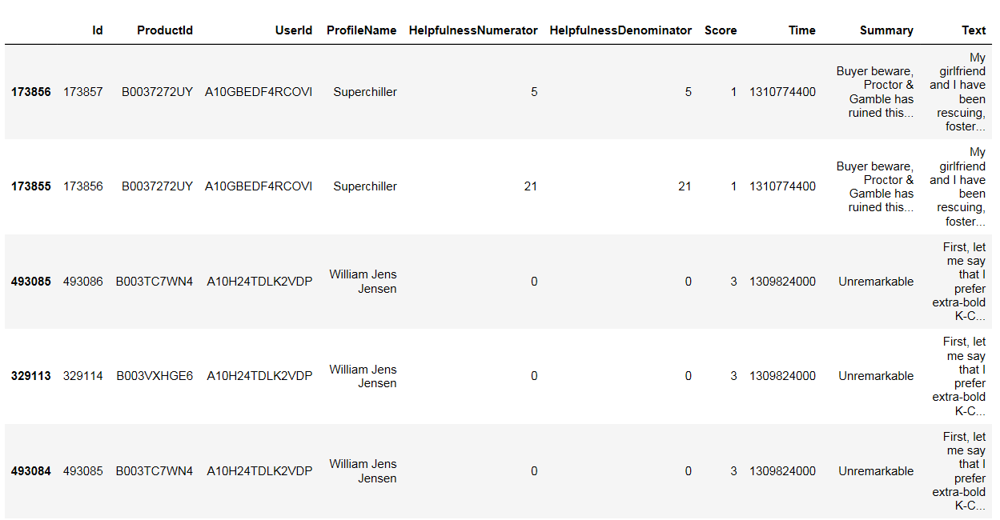 Id ProductId UserId ProfileName HelpfulnessNumerator HelpfulnessDenominator Score Time Summary Text
173856 173857 B0037272UY A10GBEDF4RCOVI Superchiller 5 5 1 1310774400
Buyer beware,
Proctor &
Gamble has
ruined this...
My
girlfriend
and I have
been
rescuing,
foster...
173855 173856 B0037272UY A10GBEDF4RCOVI Superchiller 21 21 1 1310774400
Buyer beware,
Proctor &
Gamble has
ruined this...
My
girlfriend
and I have
been
rescuing,
foster...
493085 493086 B003TC7WN4 A10H24TDLK2VDP
William Jens
Jensen
0 0 3 1309824000 Unremarkable
First, let
me say
that I
prefer
extra-bold
K-C...
329113 329114 B003VXHGE6 A10H24TDLK2VDP
William Jens
Jensen
0 0 3 1309824000 Unremarkable
First, let
me say
that I
prefer
extra-bold
K-C...
493084 493085 B003TC7WN4 A10H24TDLK2VDP
William Jens
Jensen
0 0 3 1309824000 Unremarkable
First, let
me say
that I
prefer
extra-bold
K-C...